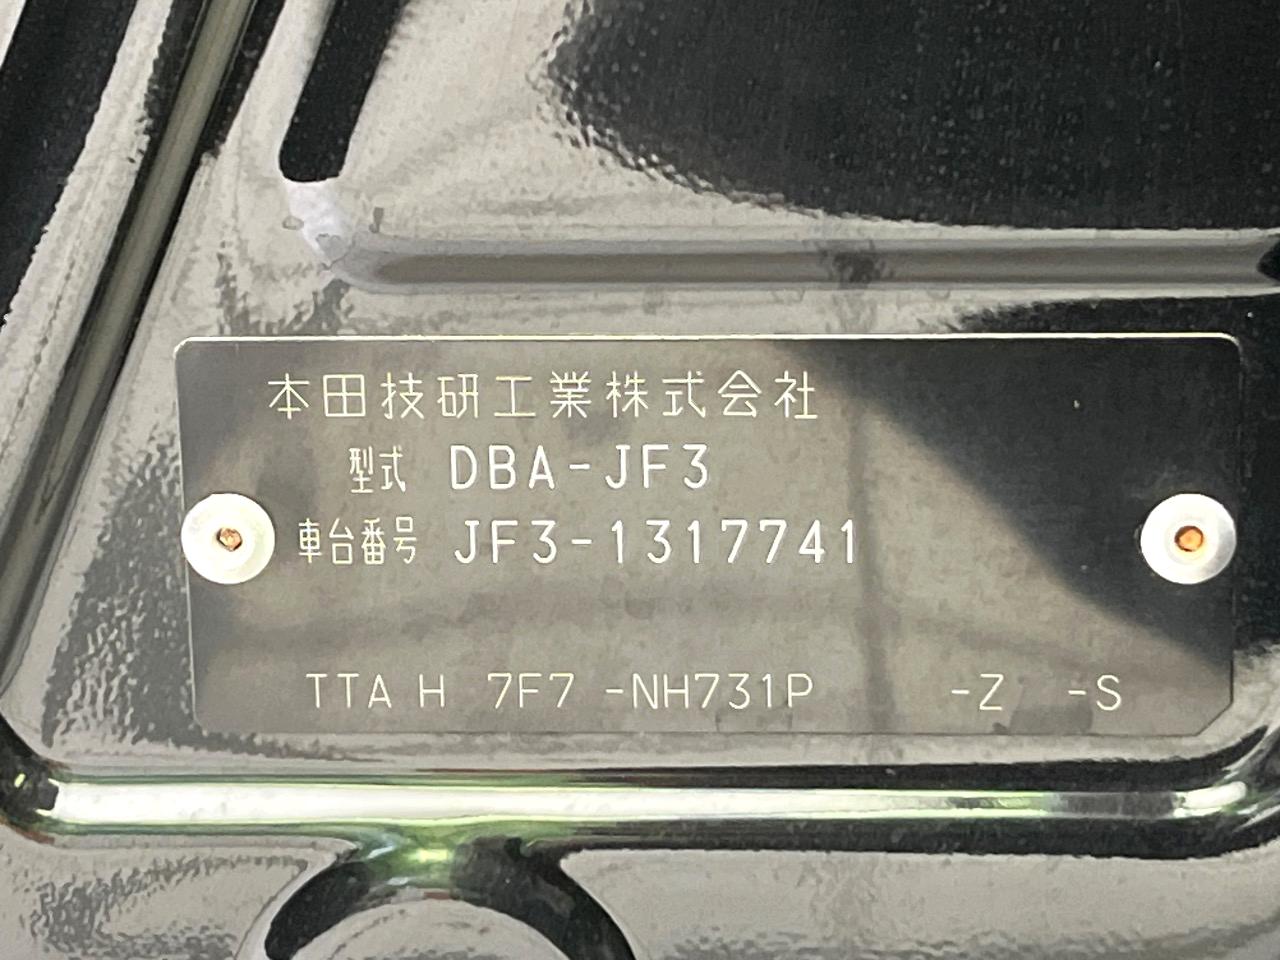 本田技研工業株式会社
型式 DBA-JF3
車台番号 JF3-1317741
TTA H 7F7 -NH731P -Z -S